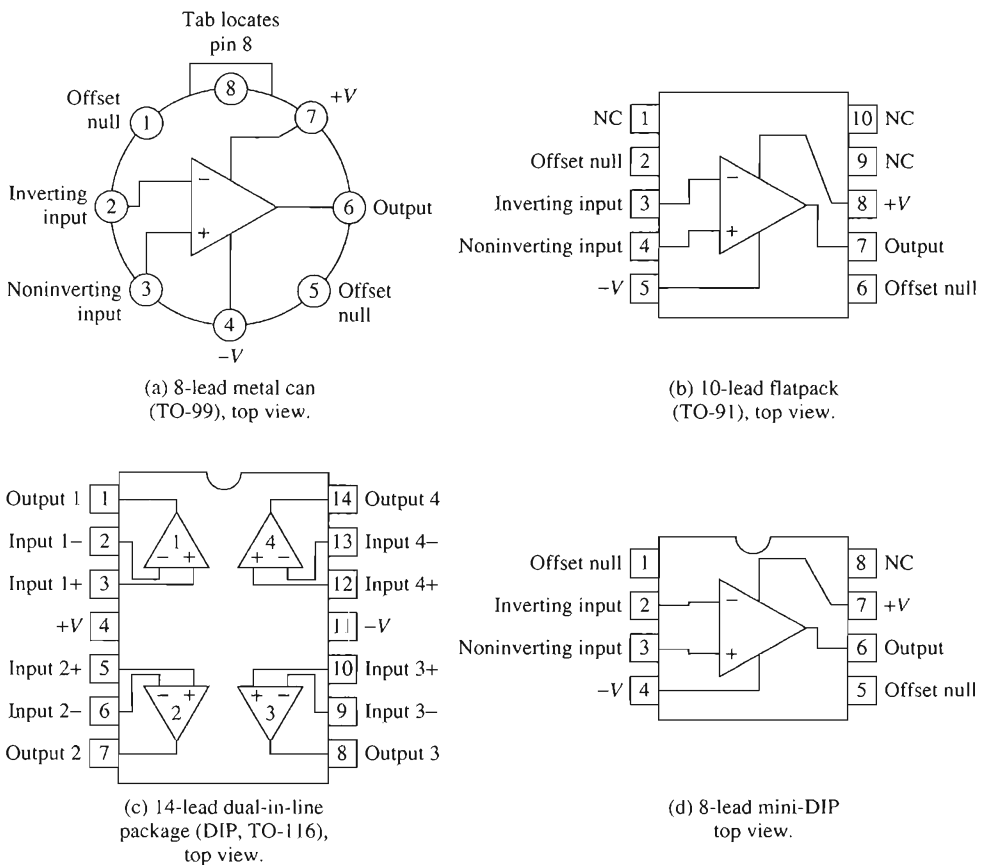 Tab locates
pin 8
8
+V
Offset
null
1
7
Inverting
input
2
−
6
Output
+
Noninverting
input
3
5
Offset
null
4
−V
(a) 8-lead metal can
(TO-99), top view.
NC 1
10 NC
Offset null 2
9 NC
Inverting input 3
−
8 +V
Noninverting input 4
+
7 Output
−V 5
6 Offset null
(b) 10-lead flatpack
(TO-91), top view.
Output 1 1
14 Output 4
Input 1− 2
1
− +
4
+ −
13 Input 4−
Input 1+ 3
12 Input 4+
+V 4
11 −V
Input 2+ 5
10 Input 3+
− +
2
+ −
3
Input 2− 6
9 Input 3−
Output 2 7
8 Output 3
(c) 14-lead dual-in-line
package (DIP, TO-116),
top view.
Offset null 1
8 NC
Inverting input 2
−
7 +V
Noninverting input 3
+
6 Output
−V 4
5 Offset null
(d) 8-lead mini-DIP
top view.